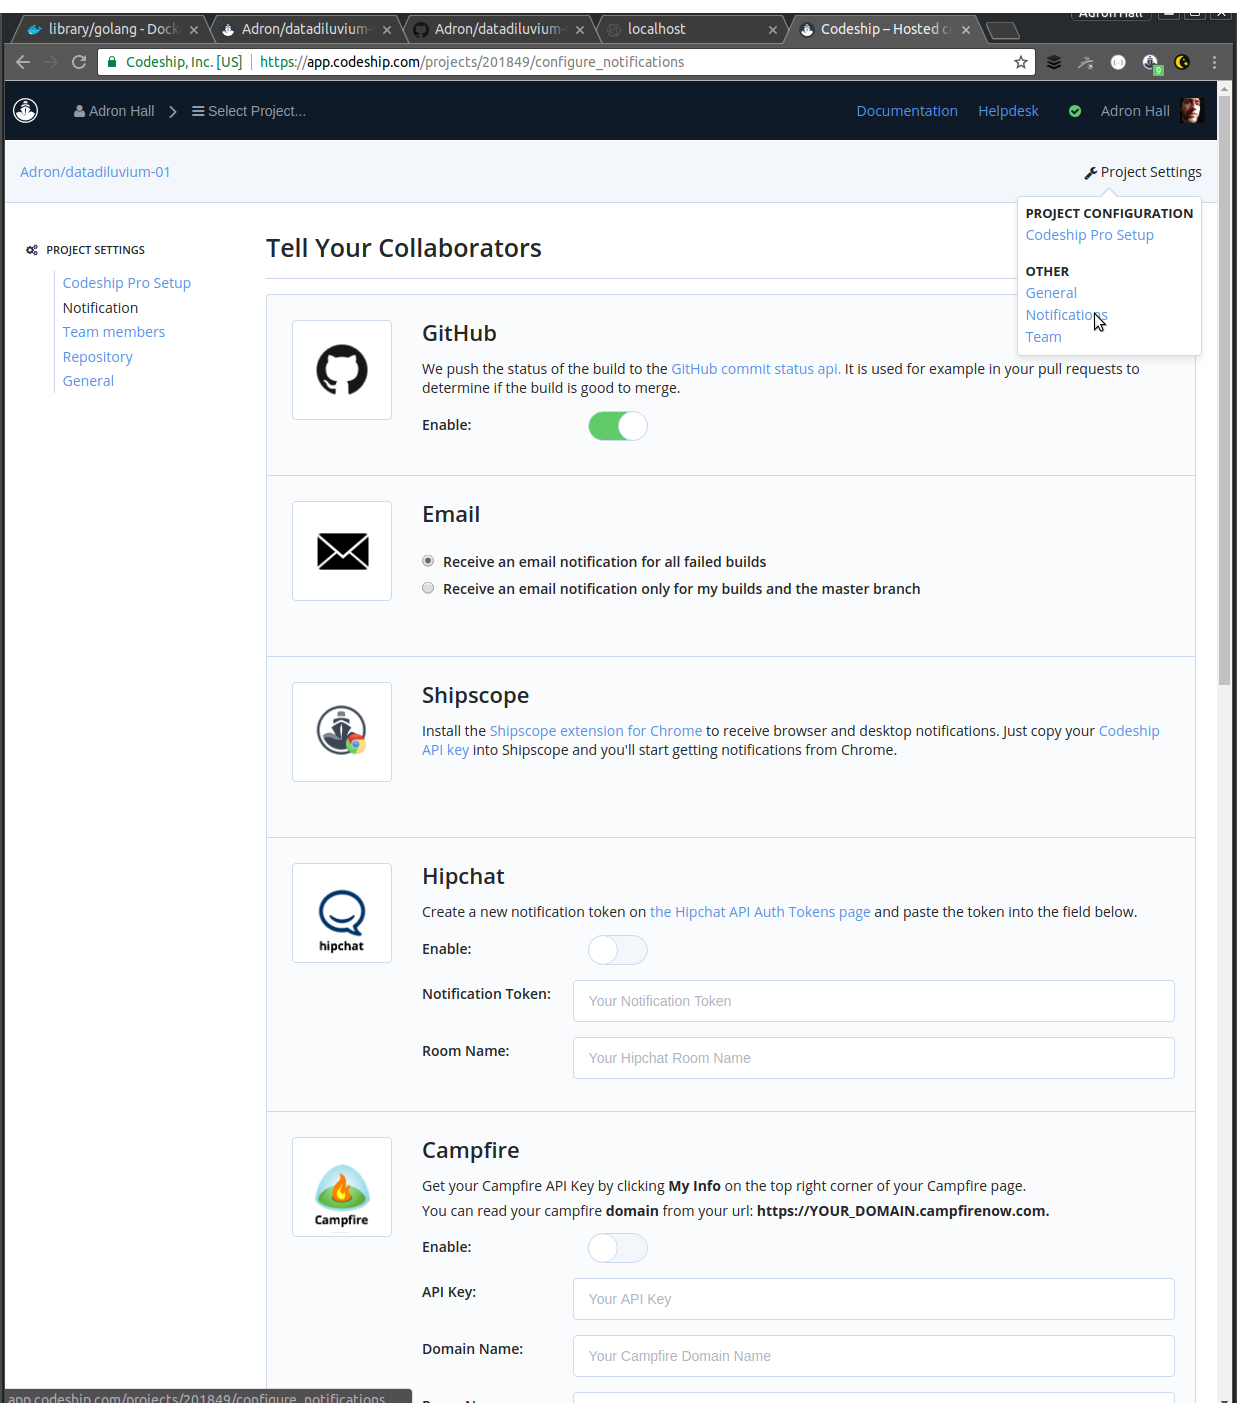 Adron Hall
library/golang - Dock
Adron/datadiluvium-
Adron/datadiluvium-
localhost
Codeship – Hosted c
Codeship, Inc. [US]
https://app.codeship.com/projects/201849/configure_notifications
9
Adron Hall
Select Project...
Documentation
Helpdesk
Adron Hall
Adron/datadiluvium-01
Project Settings
PROJECT CONFIGURATION
Codeship Pro Setup
OTHER
General
Notifications
Team
PROJECT SETTINGS
Codeship Pro Setup
Notification
Team members
Repository
General
Tell Your Collaborators
GitHub
We push the status of the build to the GitHub commit status api. It is used for example in your pull requests to
determine if the build is good to merge.
Enable:
Email
Receive an email notification for all failed builds
Receive an email notification only for my builds and the master branch
Shipscope
Install the Shipscope extension for Chrome to receive browser and desktop notifications. Just copy your Codeship
API key into Shipscope and you'll start getting notifications from Chrome.
hipchat
Hipchat
Create a new notification token on the Hipchat API Auth Tokens page and paste the token into the field below.
Enable:
Notification Token:
Your Notification Token
Room Name:
Your Hipchat Room Name
Campfire
Campfire
Get your Campfire API Key by clicking My Info on the top right corner of your Campfire page.
You can read your campfire domain from your url: https://YOUR_DOMAIN.campfirenow.com.
Enable:
API Key:
Your API Key
Domain Name:
Your Campfire Domain Name
app.codeship.com/projects/201849/configure_notifications